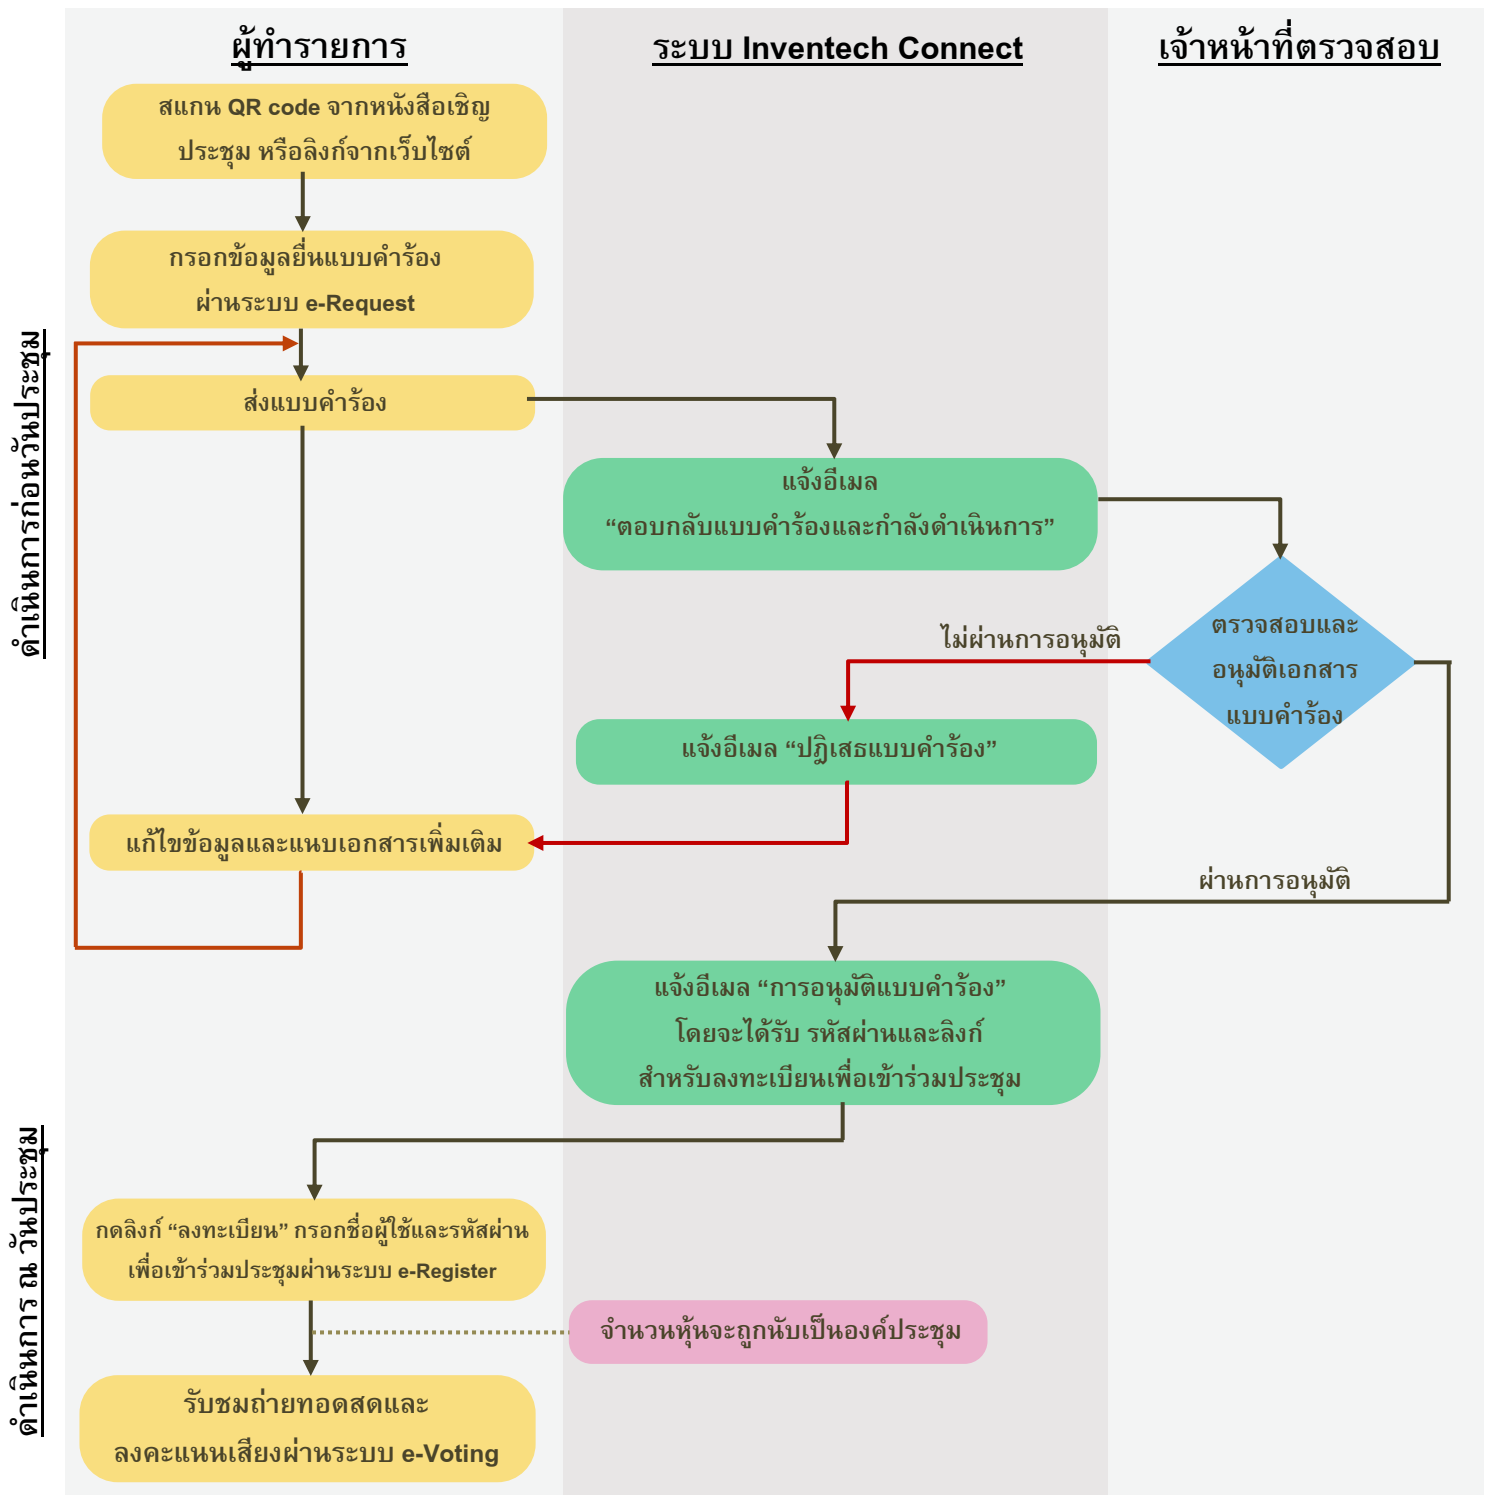 ผู้ทำรายการ
ระบบ Inventech Connect
เจ้าหน้าที่ตรวจสอบ
ดำเนินการก่อนวันประชุม
สแกน QR code จากหนังสือเชิญ
ประชุม หรือลิงก์จากเว็บไซต์
กรอกข้อมูลยื่นแบบคำร้อง
ผ่านระบบ e-Request
ส่งแบบคำร้อง
แจ้งอีเมล
“ตอบกลับแบบคำร้องและกำลังดำเนินการ”
ตรวจสอบและ
อนุมัติเอกสาร
แบบคำร้อง
ไม่ผ่านการอนุมัติ
แจ้งอีเมล “ปฎิเสธแบบคำร้อง”
แก้ไขข้อมูลและแนบเอกสารเพิ่มเติม
ผ่านการอนุมัติ
แจ้งอีเมล “การอนุมัติแบบคำร้อง”
โดยจะได้รับ รหัสผ่านและลิงก์
สำหรับลงทะเบียนเพื่อเข้าร่วมประชุม
ดำเนินการ ณ วันประชุม
กดลิงก์ “ลงทะเบียน” กรอกชื่อผู้ใช้และรหัสผ่าน
เพื่อเข้าร่วมประชุมผ่านระบบ e-Register
จำนวนหุ้นจะถูกนับเป็นองค์ประชุม
รับชมถ่ายทอดสดและ
ลงคะแนนเสียงผ่านระบบ e-Voting